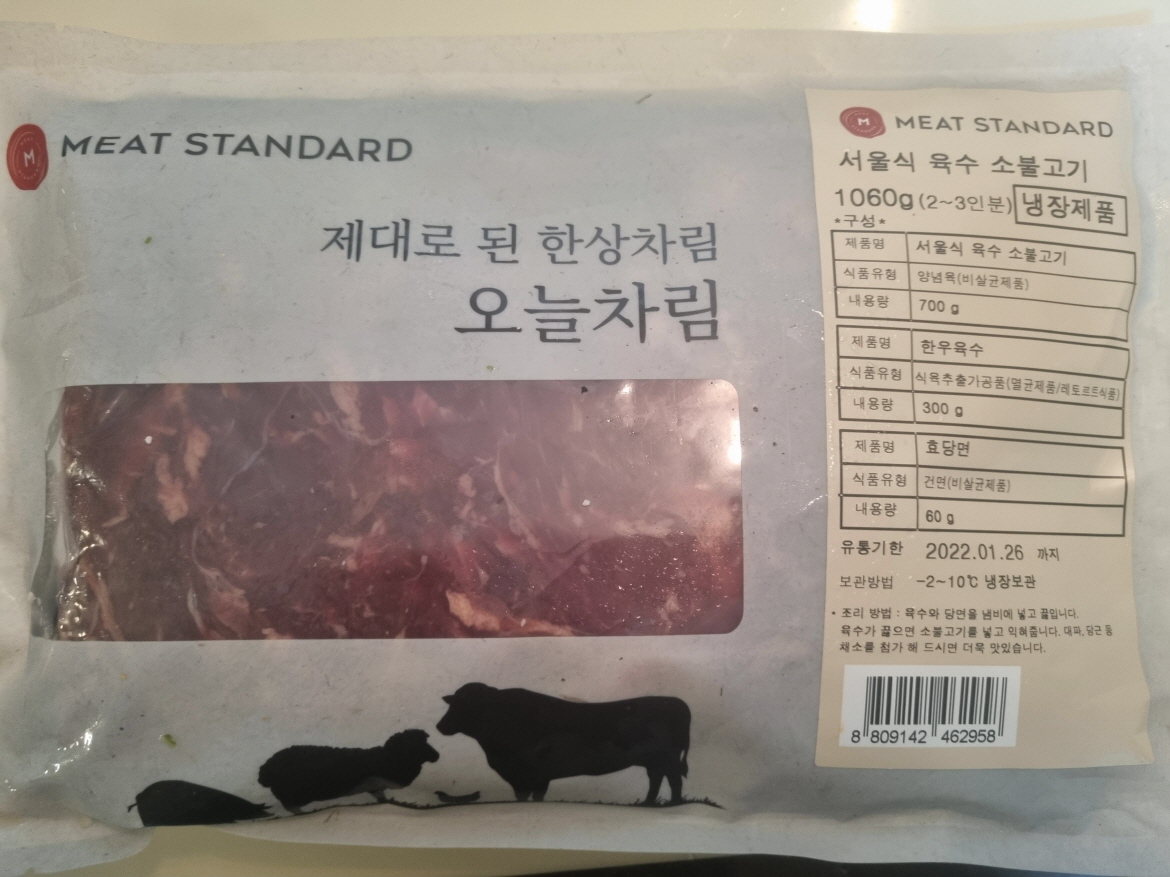 MEAT STANDARD
제대로 된 한상차림
오늘차림
M
MEAT STANDARD
서울식 육수 소불고기
1060g(2~3인분) 냉장제품
*구성*
제품명 서울식 육수 소불고기
식품유형 양념육(비살균제품)
내용량 700 g
제품명 한우육수
식품유형 식육추출가공품(멸균제품/레토르트식품)
내용량 300 g
제품명 효당면
식품유형 건면(비살균제품)
내용량 60 g
유통기한 2022.01.26 까지
보관방법 -2~10℃ 냉장보관
* 조리 방법 : 육수와 당면을 냄비에 넣고 끓입니다.
육수가 끓으면 소불고기를 넣고 익혀줍니다. 대파, 당근 등
채소를 첨가 해 드시면 더욱 맛있습니다.
8 809142 462958
M